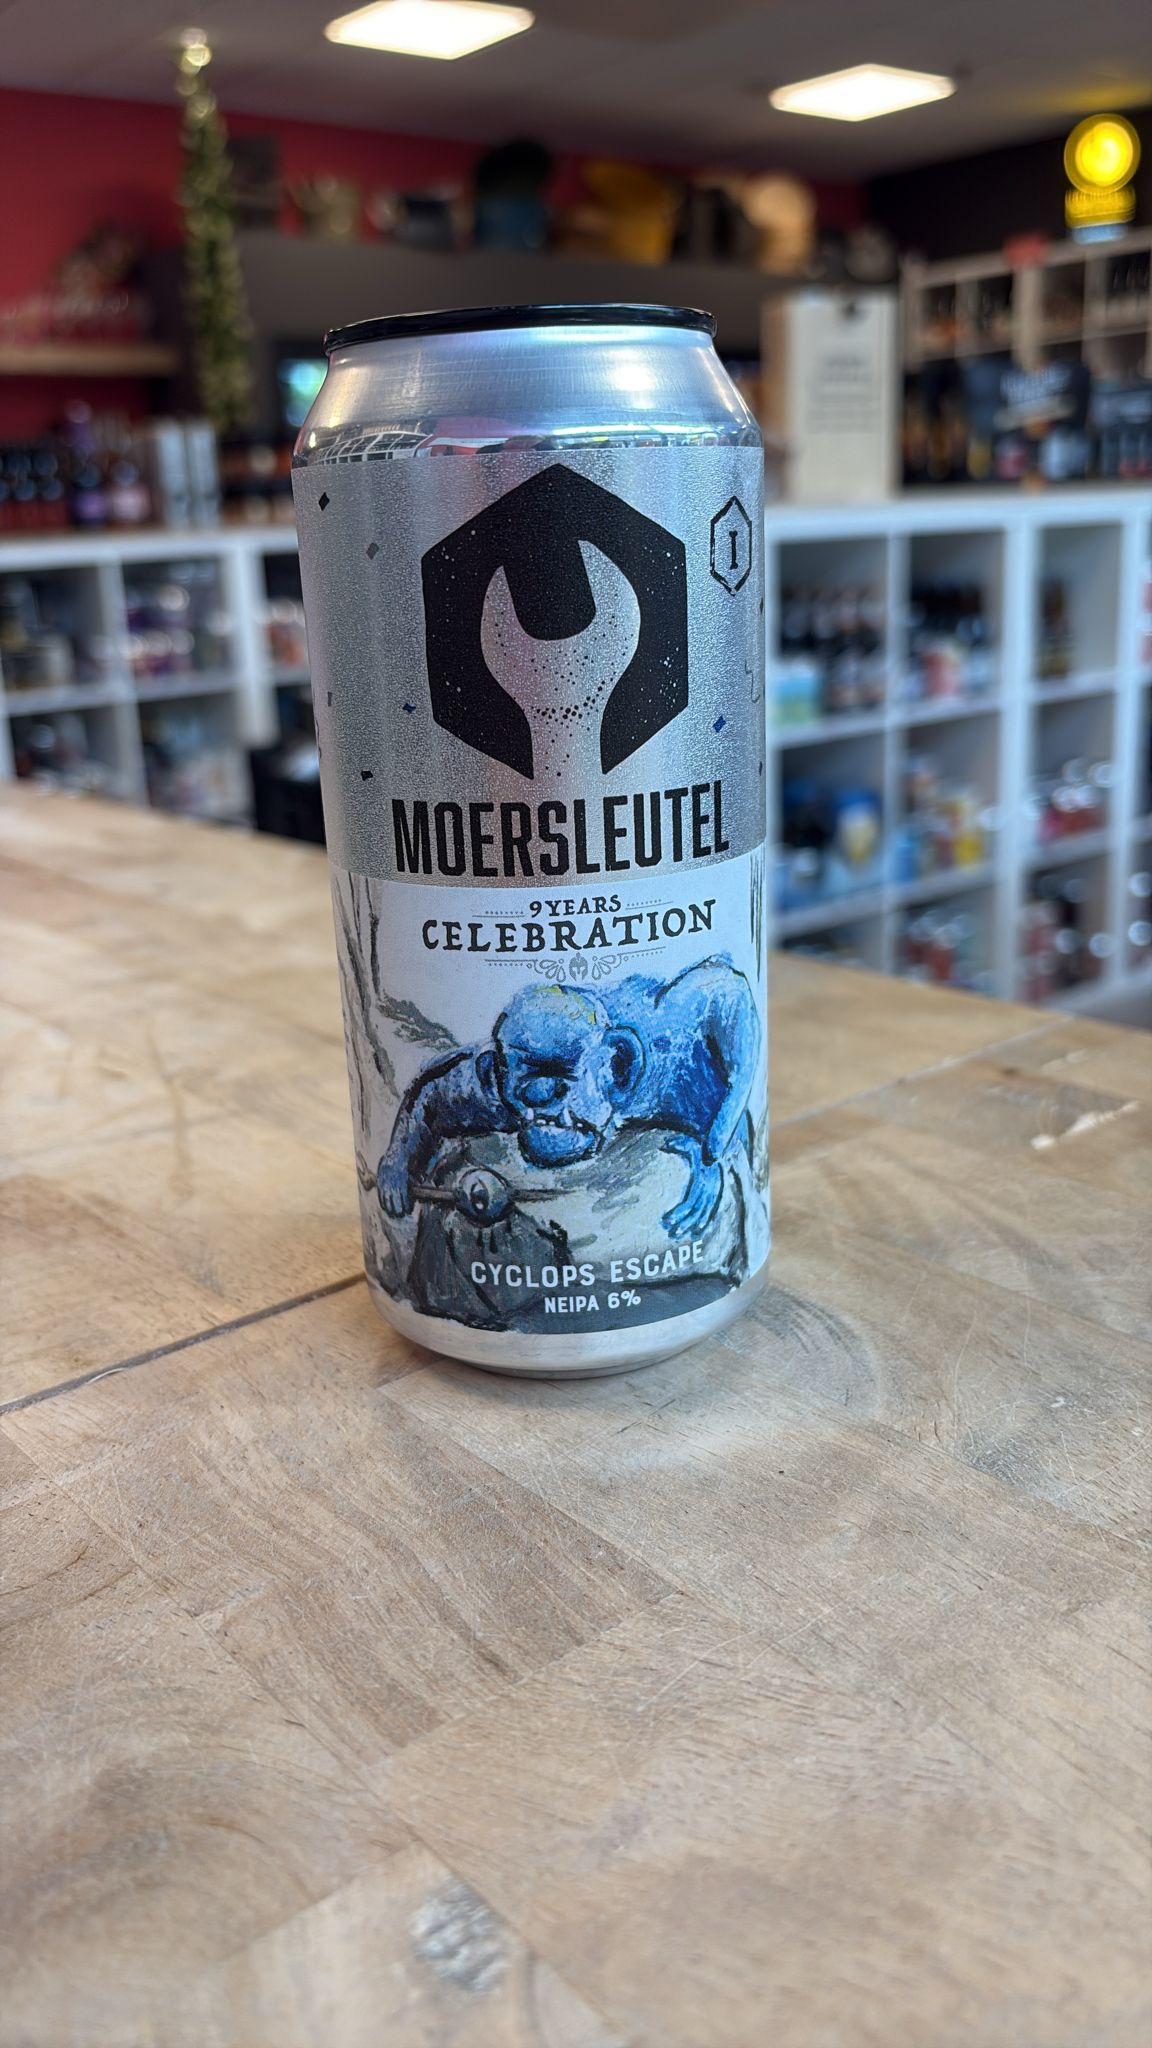 I
MOERSLEUTEL
9 YEARS
CELEBRATION
CYCLOPS ESCAPE
NEIPA 6%